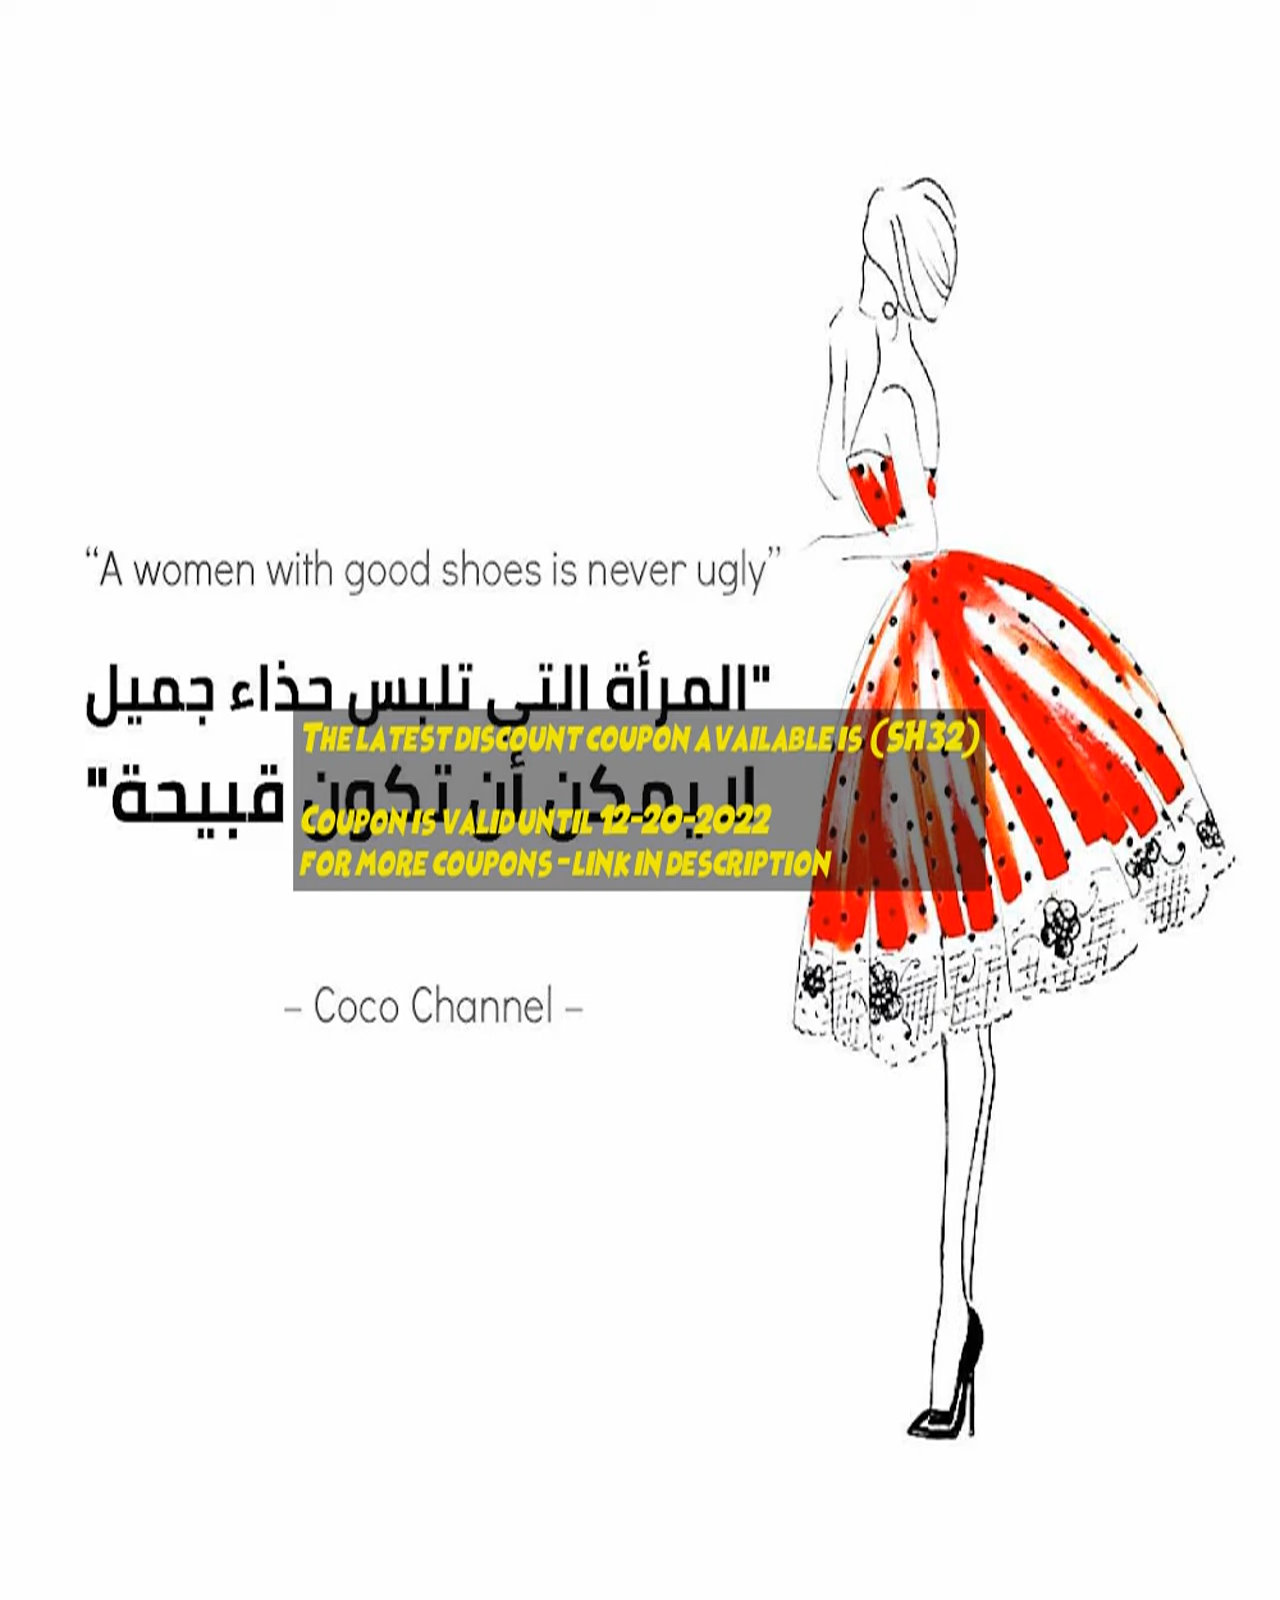 “A women with good shoes is never ugly”
"المرأة التي تلبس حذاء جميل
لا يمكن أن تكون قبيحة"
The latest discount coupon available is (SH32)
Coupon is valid until 12-20-2022
for more coupons - link in description
– Coco Channel –